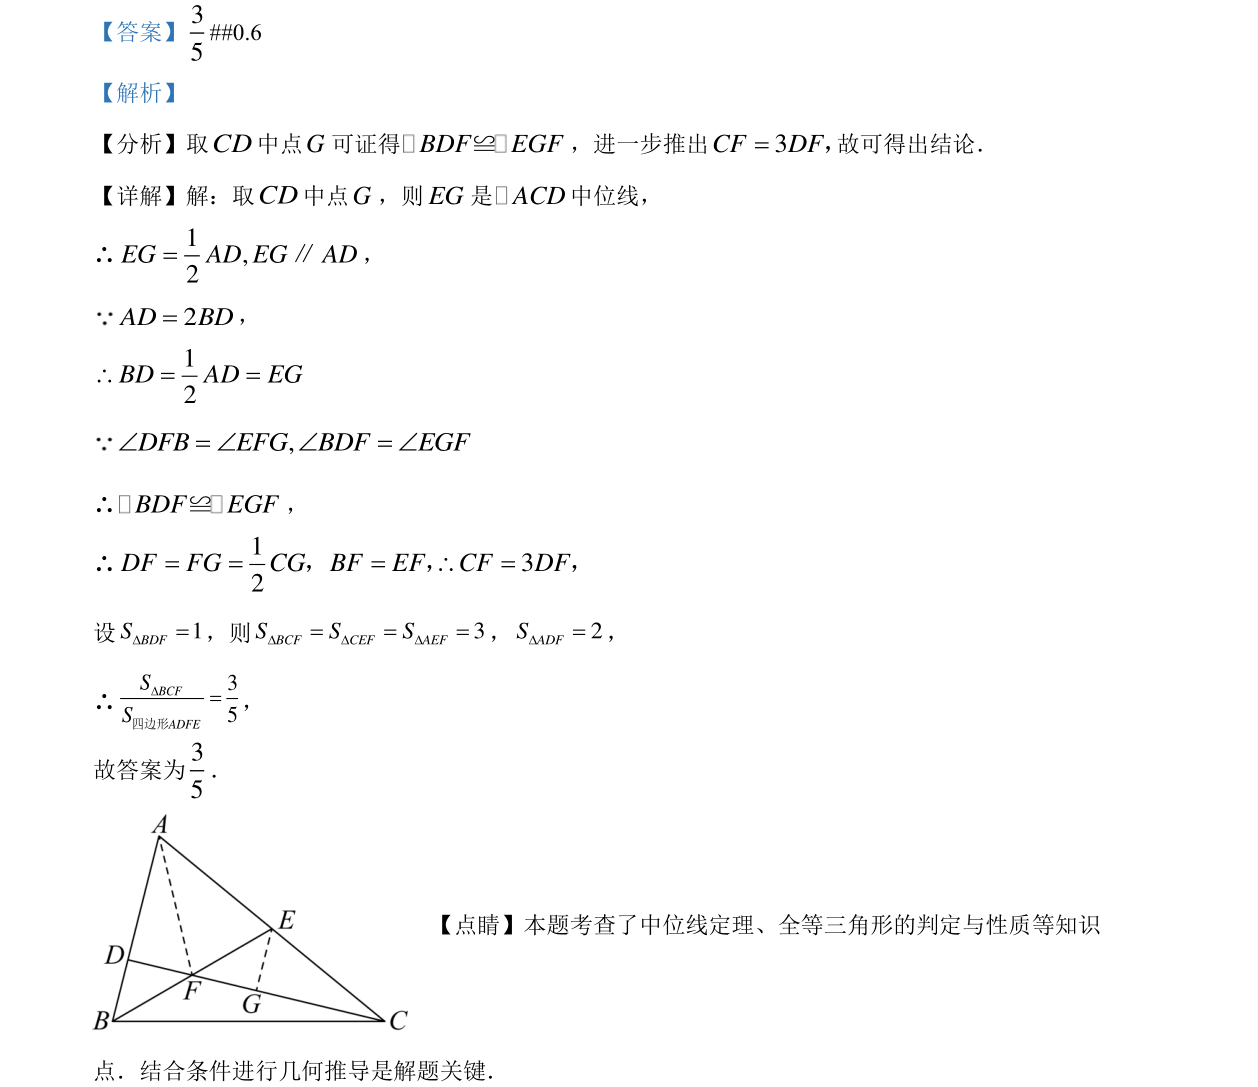 【答案】3/5##0.6
【解析】
【分析】取CD中点G可证得□BDF≌□EGF，进一步推出CF = 3DF，故可得出结论．
【详解】解：取CD中点G，则EG是□ACD中位线，
∴EG = 1/2 AD, EG∥AD，
∵AD = 2BD，
∴BD = 1/2 AD = EG
∵∠DFB = ∠EFG, ∠BDF = ∠EGF
∴□BDF≌□EGF，
∴DF = FG = 1/2 CG，BF = EF，∴CF = 3DF，
设S△BDF =1，则S△BCF = S△CEF = S△AEF = 3，S△ADF = 2，
∴S△BCF/S四边形ADFE = 3/5，
故答案为3/5．
A
E
D
F
G
B
C
【点睛】本题考查了中位线定理、全等三角形的判定与性质等知识
点．结合条件进行几何推导是解题关键．